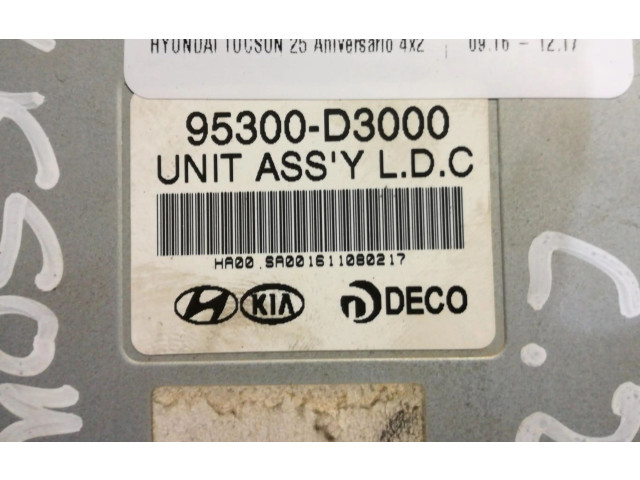 HYUNDAI TUCSON 25 Aniversario 4x2 | 09.16 - 12.17
95300-D3000
UNIT ASS'Y L.D.C
HA00 .SA001611080217
KIA DECO